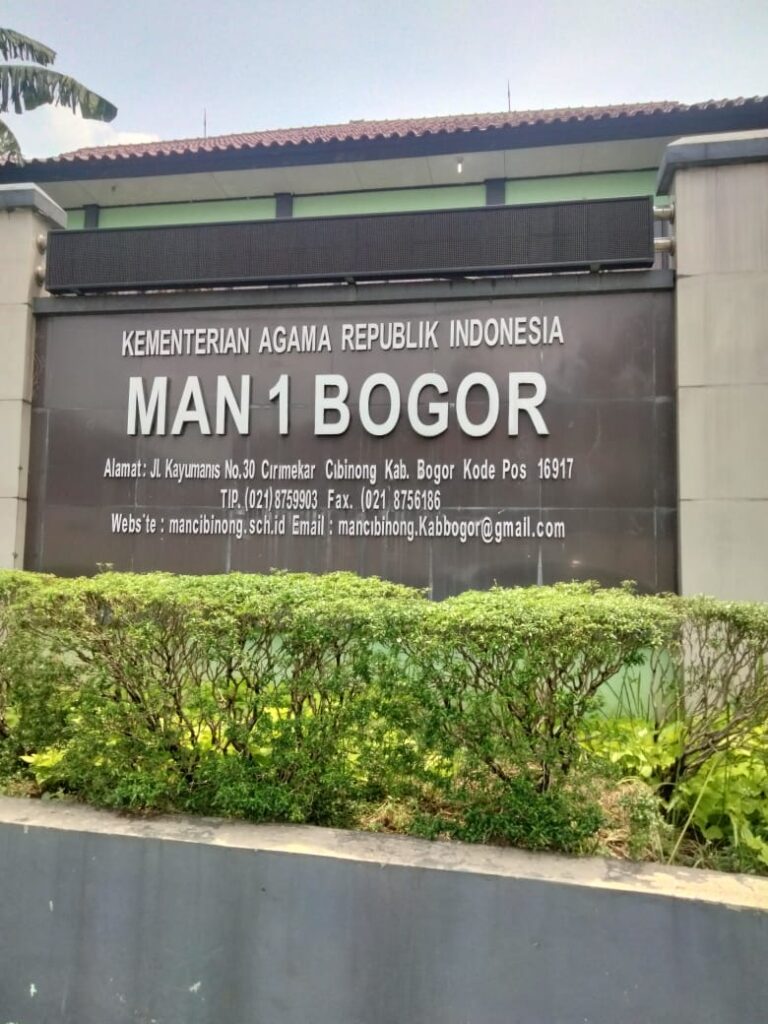 KEMENTERIAN AGAMA REPUBLIK INDONESIA
MAN 1 BOGOR
Alamat: Jl. Kayumanis No.30 Cirimekar Cibinong Kab. Bogor Kode Pos 16917
Tlp. (021)8759903 Fax. (021 8756186
Website : mancibinong.sch.id Email : mancibinong.Kabbogor@gmail.com